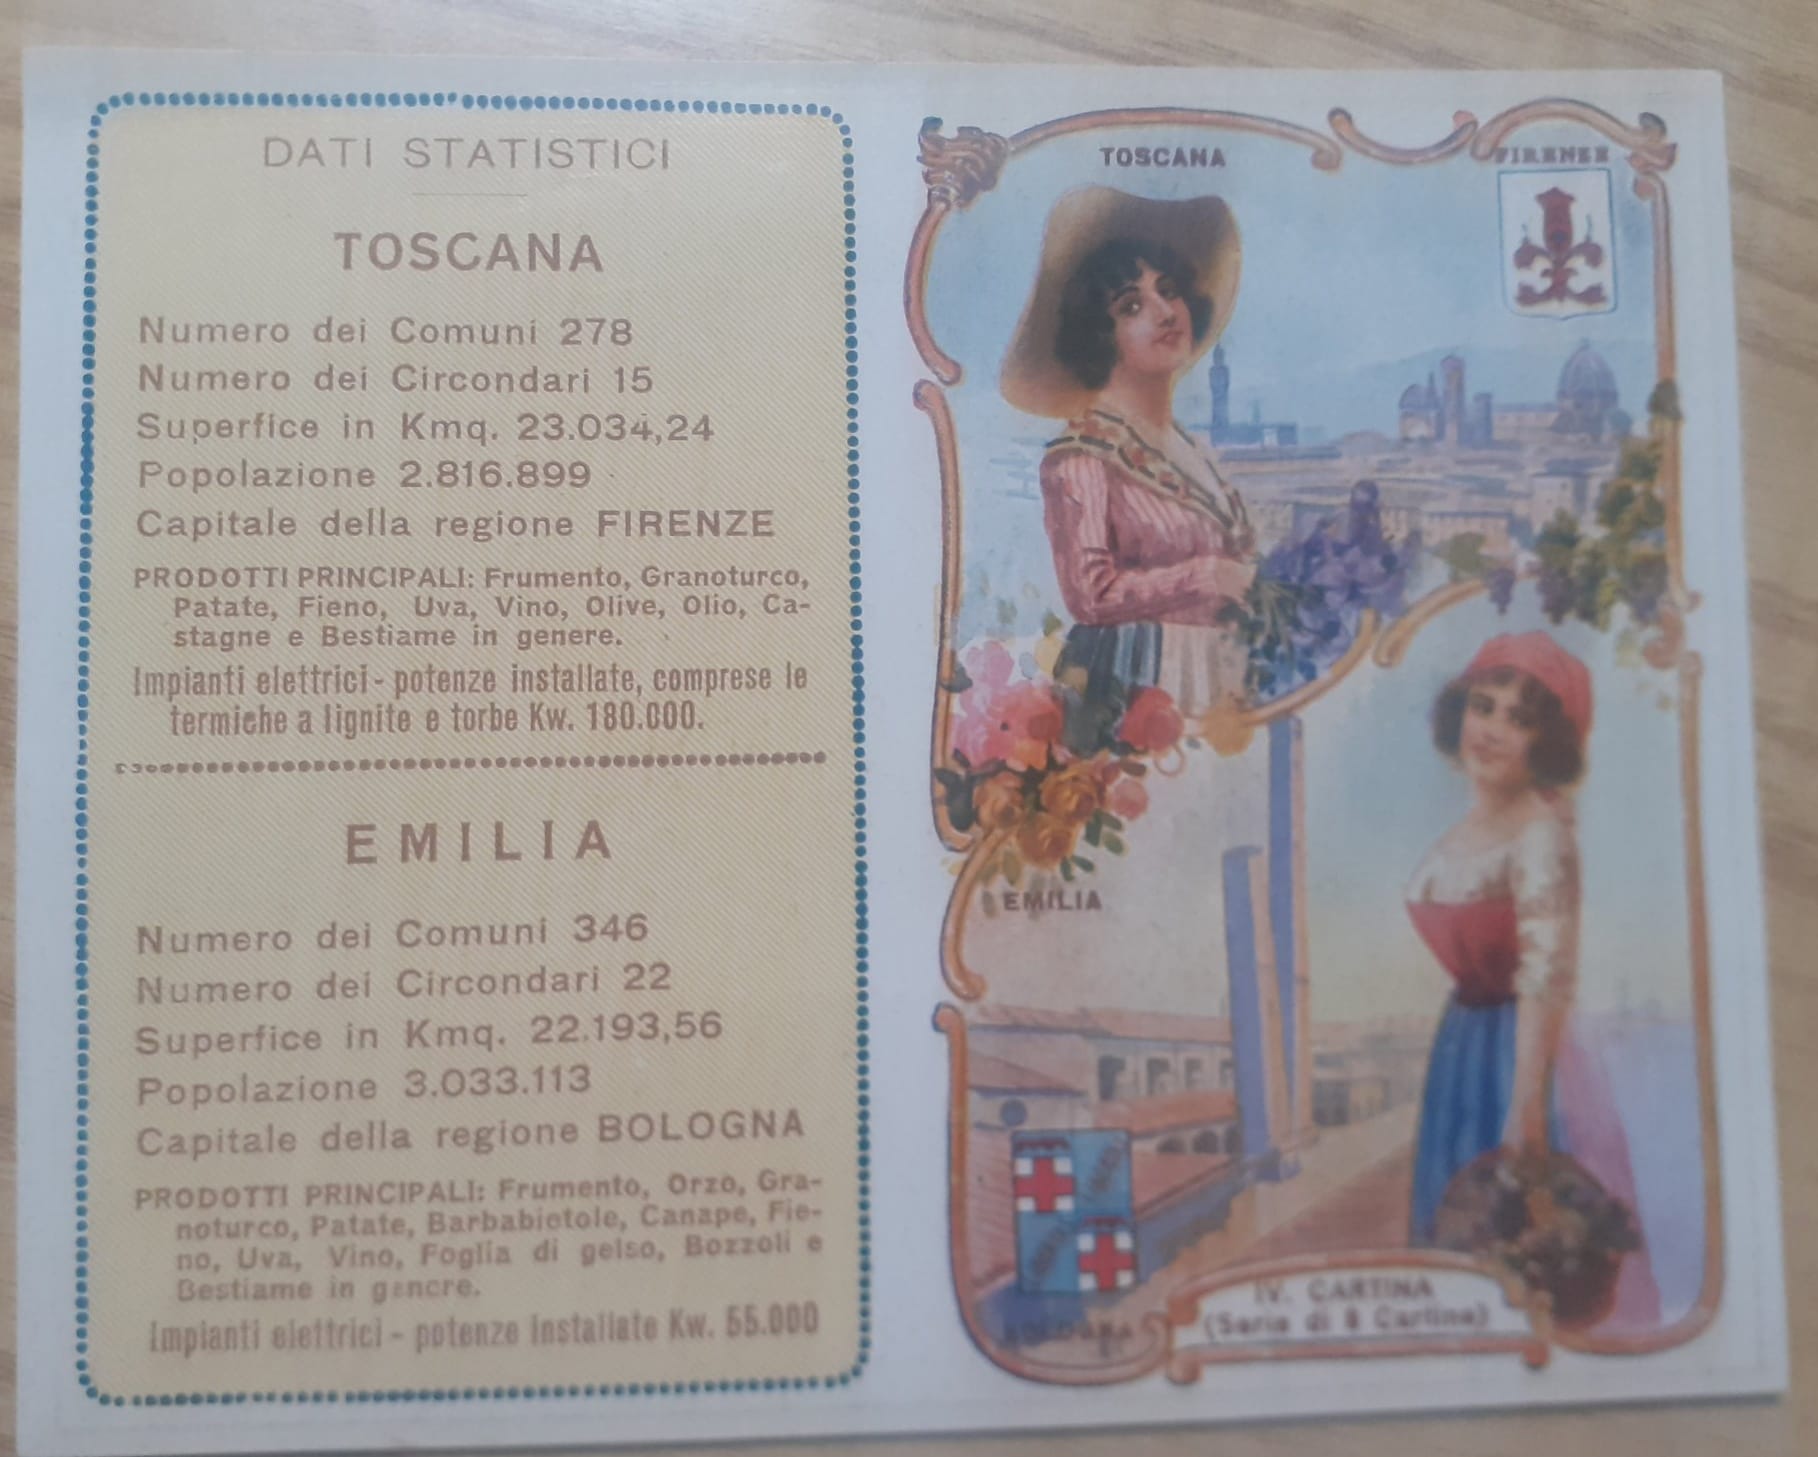 DATI STATISTICI
TOSCANA
Numero dei Comuni 278
Numero dei Circondari 15
Superfice in Kmq. 23.034,24
Popolazione 2.816.899
Capitale della regione FIRENZE
PRODOTTI PRINCIPALI: Frumento, Granoturco,
Patate, Fieno, Uva, Vino, Olive, Olio, Ca-
stagne e Bestiame in genere.
Impianti elettrici - potenze installate, comprese le
termiche a lignite e torbe Kw. 180.000.
EMILIA
Numero dei Comuni 346
Numero dei Circondari 22
Superfice in Kmq. 22.193,56
Popolazione 3.033.113
Capitale della regione BOLOGNA
PRODOTTI PRINCIPALI: Frumento, Orzo, Gra-
noturco, Patate, Barbabietole, Canape, Fie-
no, Uva, Vino, Foglia di gelso, Bozzoli e
Bestiame in genere.
Impianti elettrici - potenze installate Kw. 55.000
TOSCANA
FIRENZE
EMILIA
BOLOGNA
IV. CARTINA
(Serie di 8 Cartine)